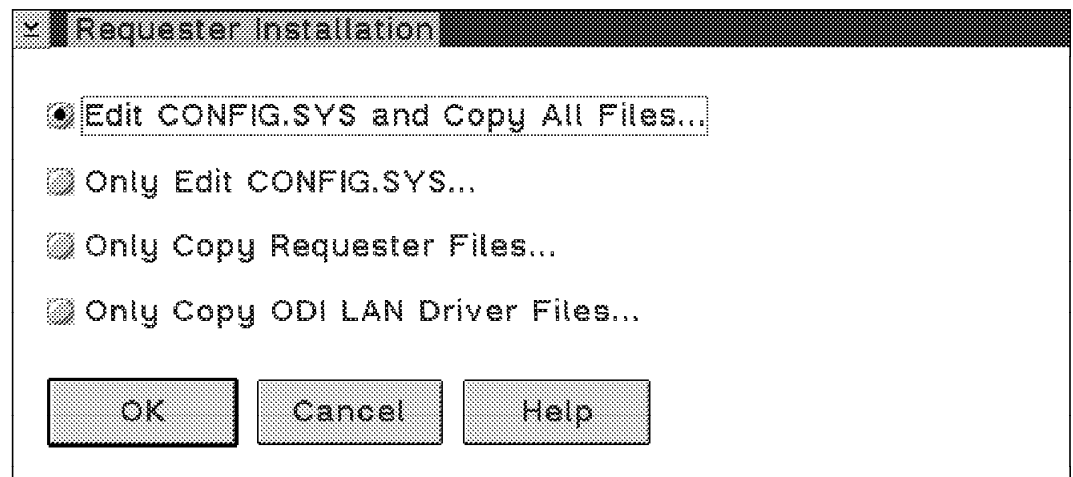 Requester Installation
Edit CONFIG.SYS and Copy All Files...
Only Edit CONFIG.SYS...
Only Copy Requester Files...
Only Copy ODI LAN Driver Files...
OK Cancel Help